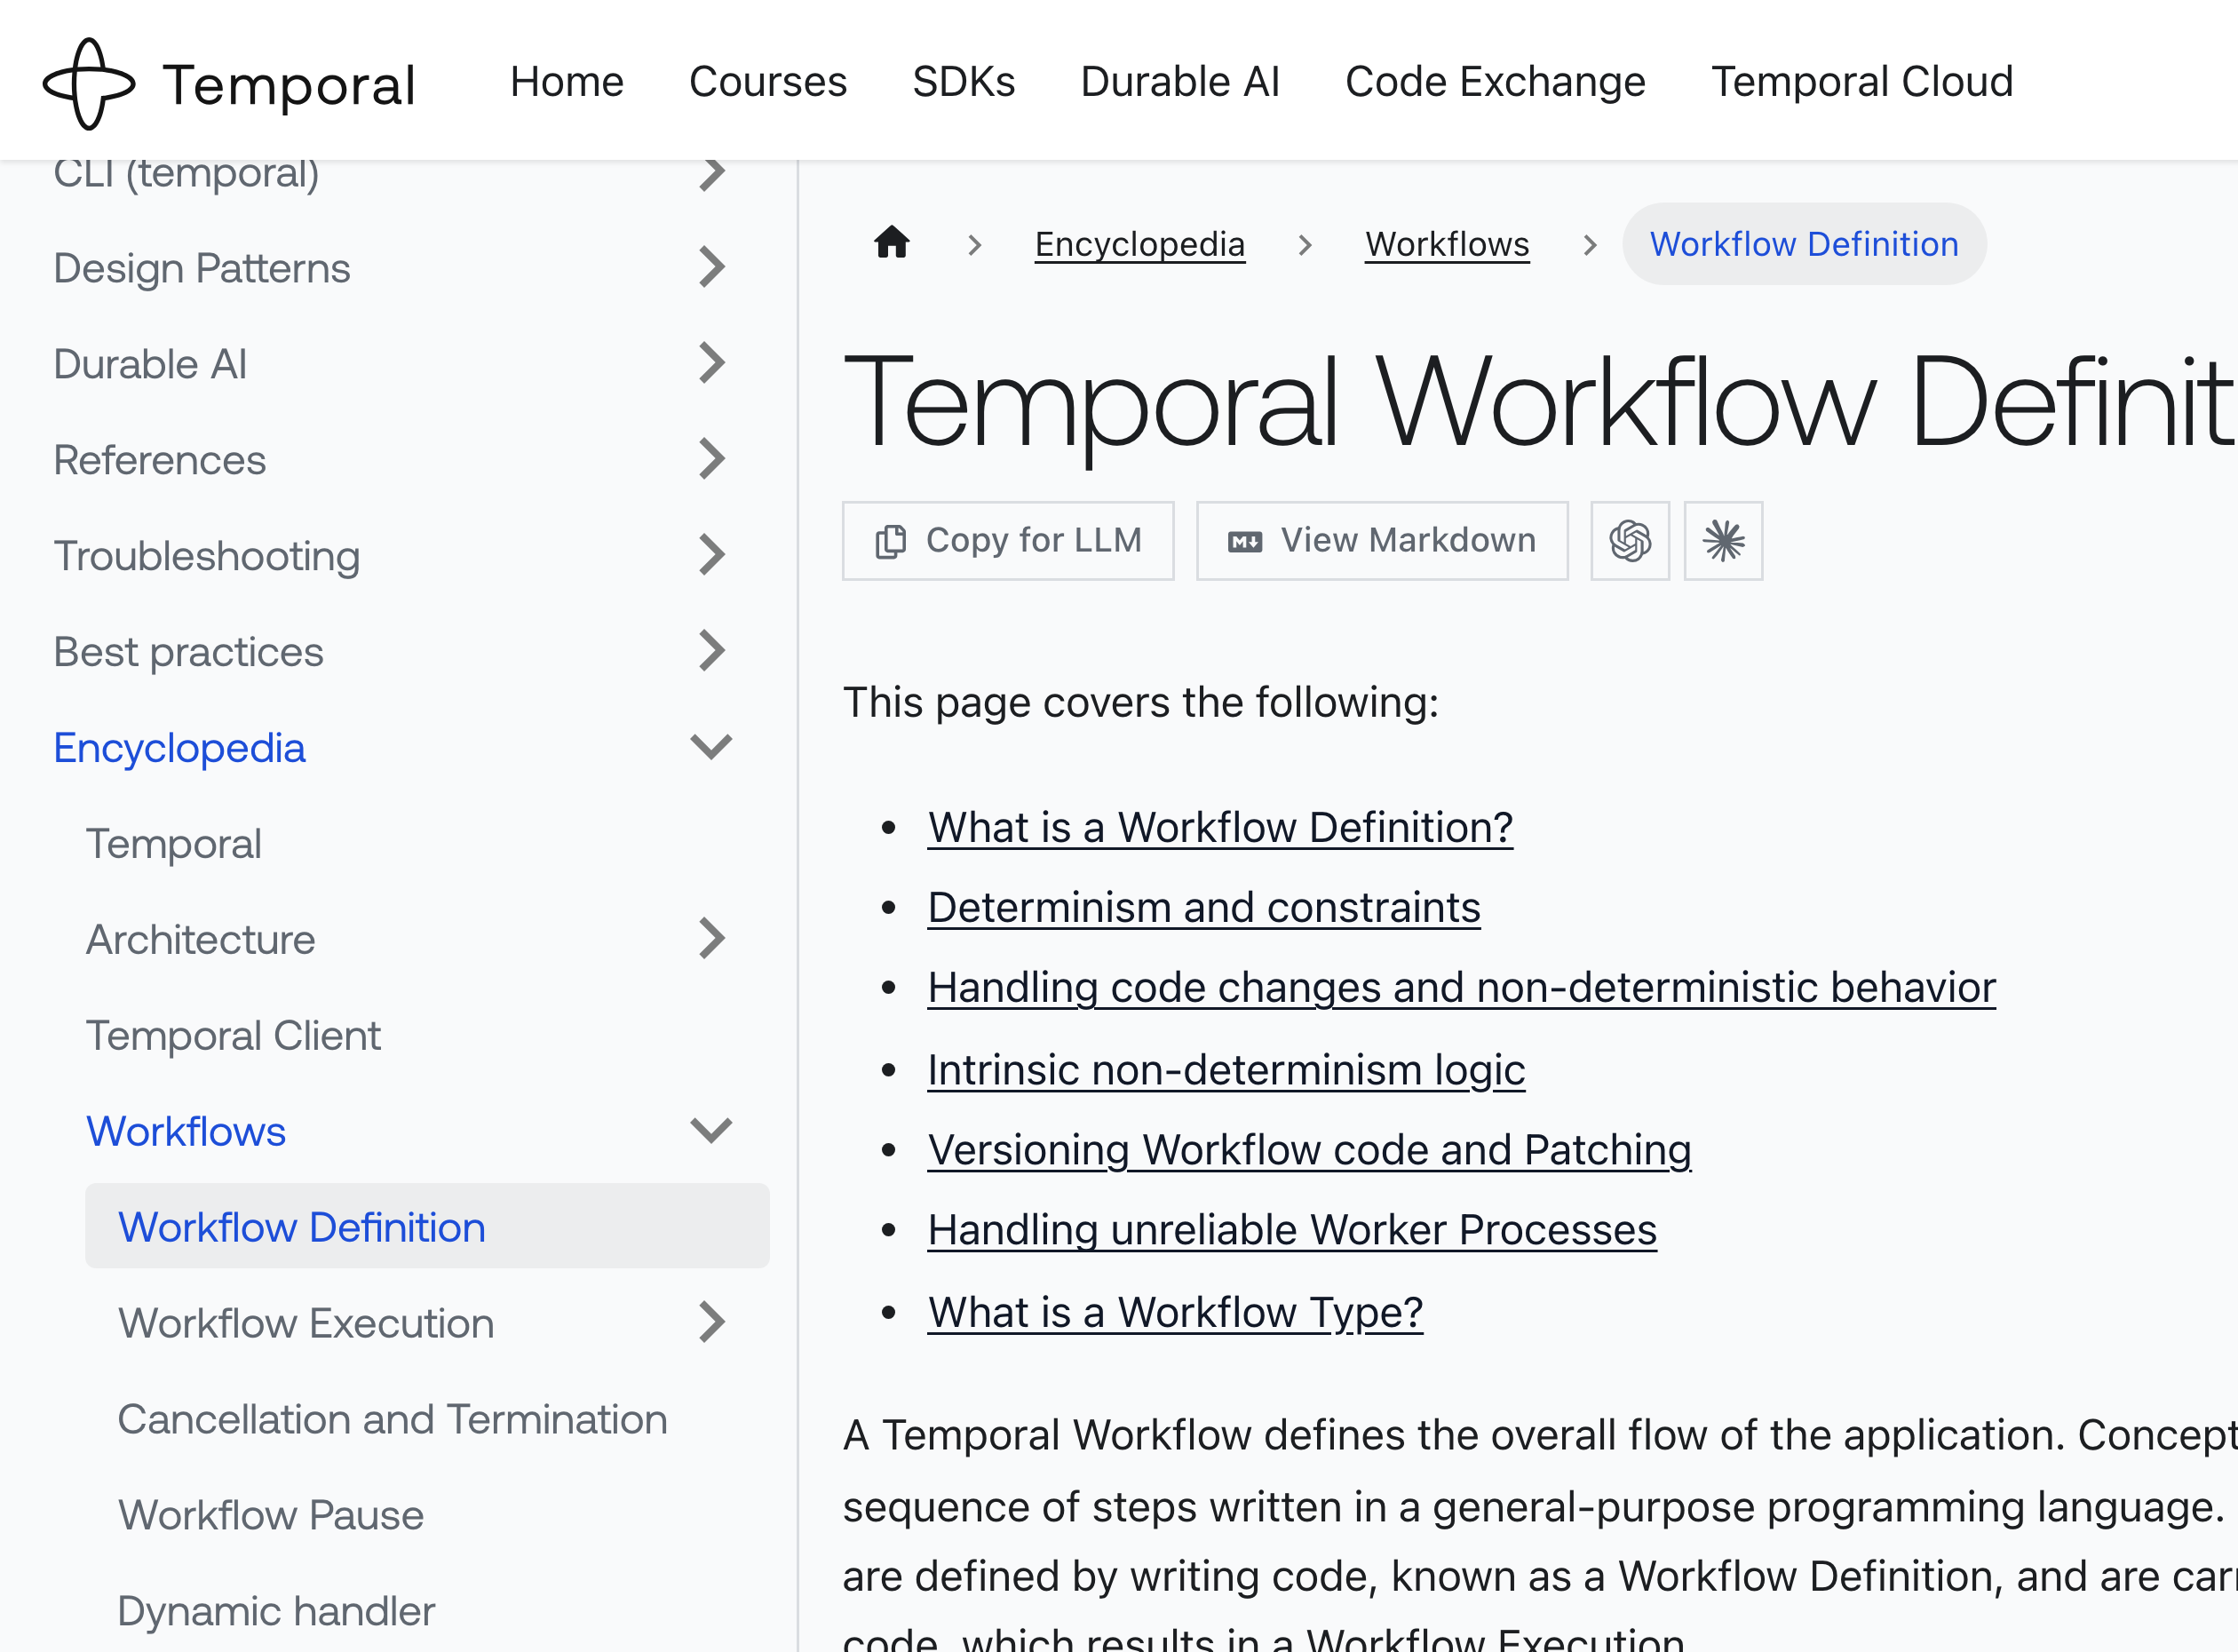 Temporal
Home
Courses
SDKs
Durable AI
Code Exchange
Temporal Cloud
CLI (temporal)
Design Patterns
Durable AI
References
Troubleshooting
Best practices
Encyclopedia
Temporal
Architecture
Temporal Client
Workflows
Workflow Definition
Workflow Execution
Cancellation and Termination
Workflow Pause
Dynamic handler
Encyclopedia
Workflows
Workflow Definition
Temporal Workflow Definit
Copy for LLM
View Markdown
This page covers the following:
What is a Workflow Definition?
Determinism and constraints
Handling code changes and non-deterministic behavior
Intrinsic non-determinism logic
Versioning Workflow code and Patching
Handling unreliable Worker Processes
What is a Workflow Type?
A Temporal Workflow defines the overall flow of the application. Concept
sequence of steps written in a general-purpose programming language.
are defined by writing code, known as a Workflow Definition, and are carr
code, which results in a Workflow Execution